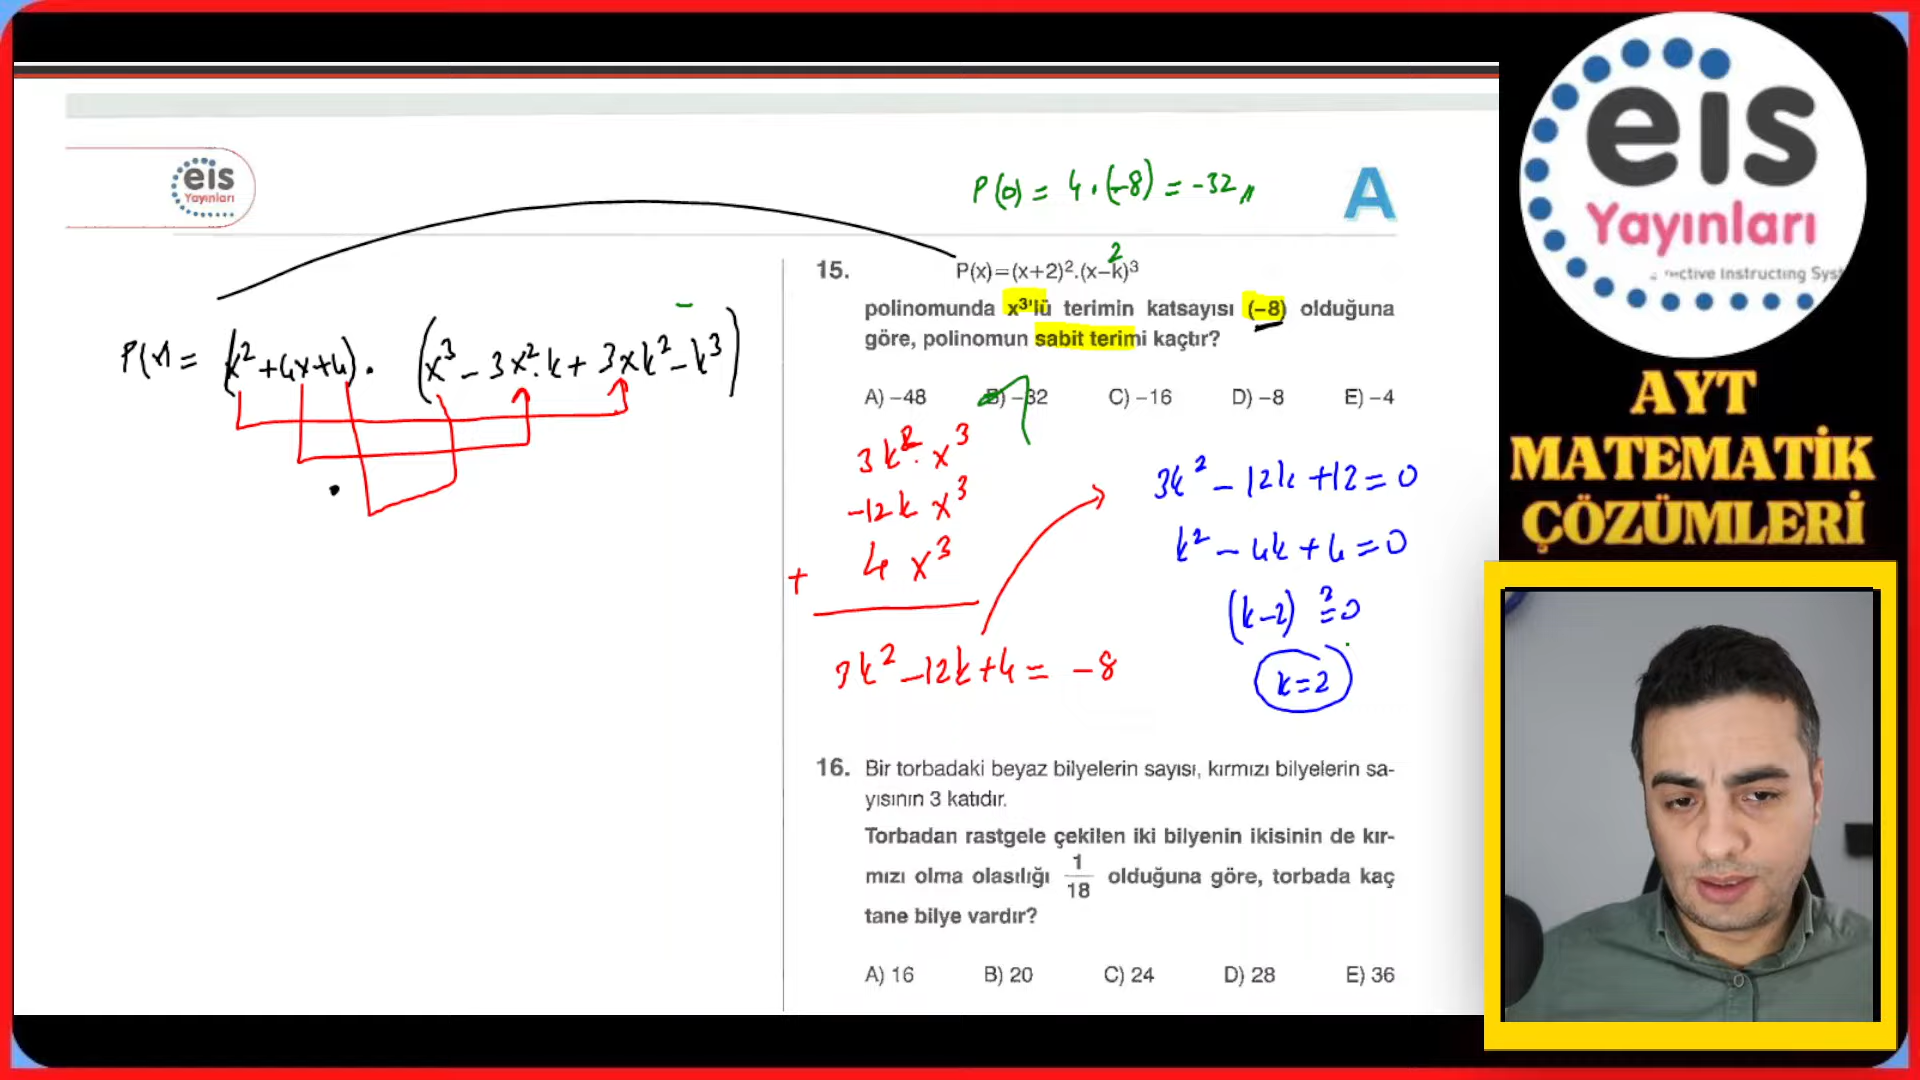 eis
Yayınları
P(0) = 4.(-8) = -32
A
eis
Yayınları
ective Instructing Syst
15. P(x)=(x+2)².(x–k)³
2
polinomunda x³'lü terimin katsayısı (–8) olduğuna
göre, polinomun sabit terimi kaçtır?
A) –48 B) –32 C) –16 D) –8 E) –4
P(x) = (x²+4x+4) . (x³ - 3x².k + 3xk² - k³)
3k².x³
-12k x³
+ 4 x³
3k² - 12k + 4 = -8
3k² - 12k + 12 = 0
k² - 4k + 4 = 0
(k-2)² = 0
k=2
16. Bir torbadaki beyaz bilyelerin sayısı, kırmızı bilyelerin sa-
yısının 3 katıdır.
Torbadan rastgele çekilen iki bilyenin ikisinin de kır-
mızı olma olasılığı 1/18 olduğuna göre, torbada kaç
tane bilye vardır?
A) 16 B) 20 C) 24 D) 28 E) 36
AYT
MATEMATİK
ÇÖZÜMLERİ